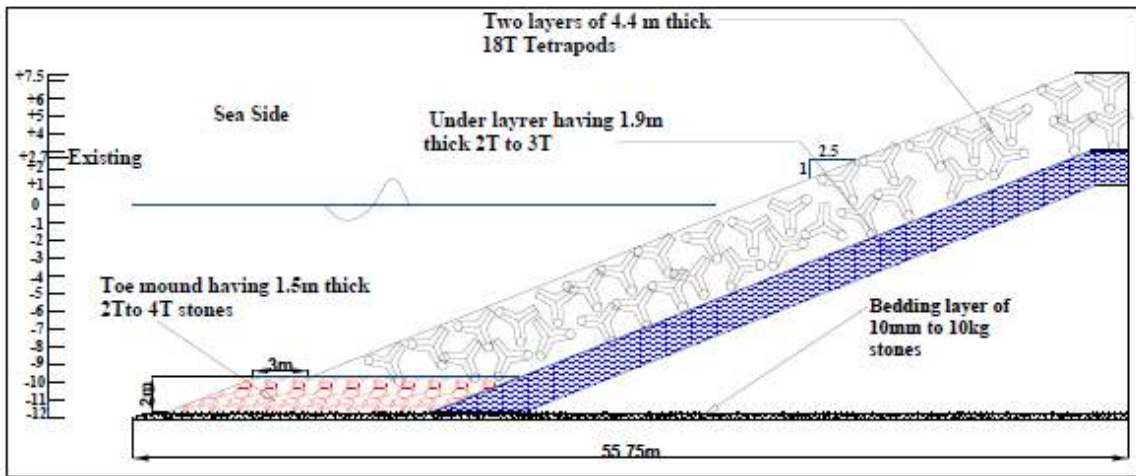 Two layers of 4.4 m thick
18T Tetrapods
+7.5
+6
+5
+4
+2.7
+2
+1
0
-1
-2
-3
-4
-5
-6
-7
-8
-9
-10
-11
-12
Sea Side
Existing
Under layrer having 1.9m
thick 2T to 3T
2.5
1
Toe mound having 1.5m thick
2Tto 4T stones
Bedding layer of
10mm to 10kg
stones
3m
2m
55.75m